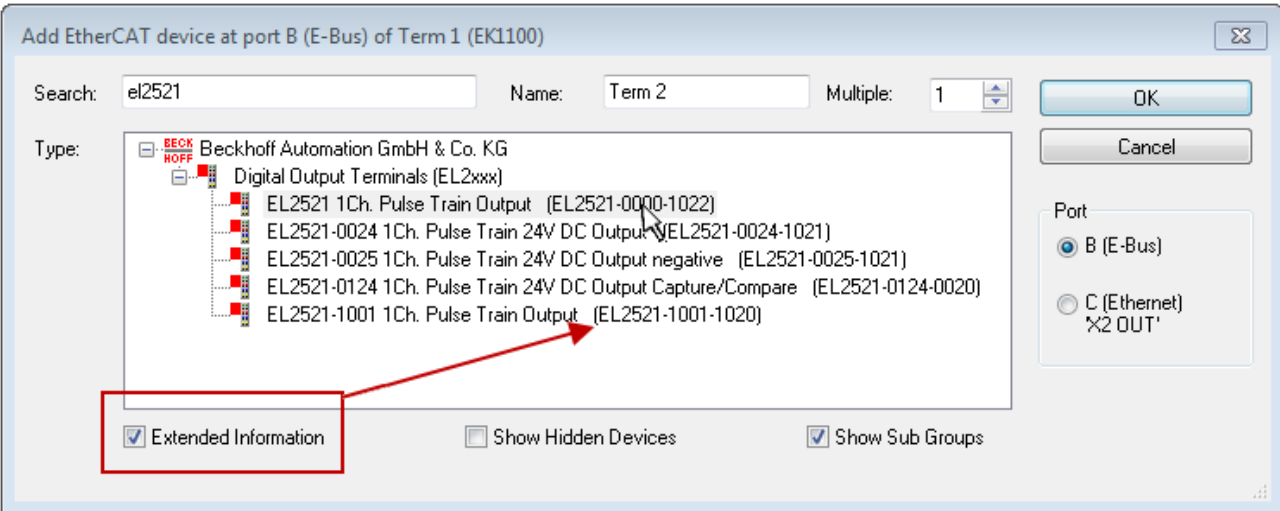 Add EtherCAT device at port B (E-Bus) of Term 1 (EK1100)
Search: el2521 Name: Term 2 Multiple: 1 OK
Cancel
Type: BECK HOFF Beckhoff Automation GmbH & Co. KG
Digital Output Terminals (EL2xxx)
EL2521 1Ch. Pulse Train Output (EL2521-0000-1022)
EL2521-0024 1Ch. Pulse Train 24V DC Output (EL2521-0024-1021)
EL2521-0025 1Ch. Pulse Train 24V DC Output negative (EL2521-0025-1021)
EL2521-0124 1Ch. Pulse Train 24V DC Output Capture/Compare (EL2521-0124-0020)
EL2521-1001 1Ch. Pulse Train Output (EL2521-1001-1020)
Port
B (E-Bus)
C (Ethernet)
'X2 OUT'
Extended Information Show Hidden Devices Show Sub Groups